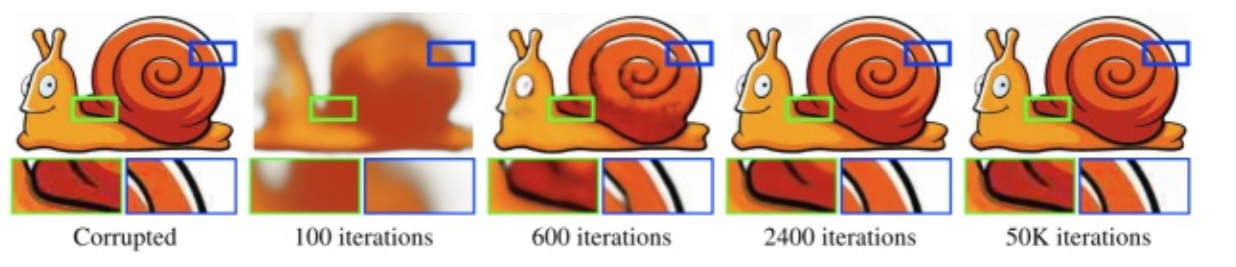 Corrupted
100 iterations
600 iterations
2400 iterations
50K iterations